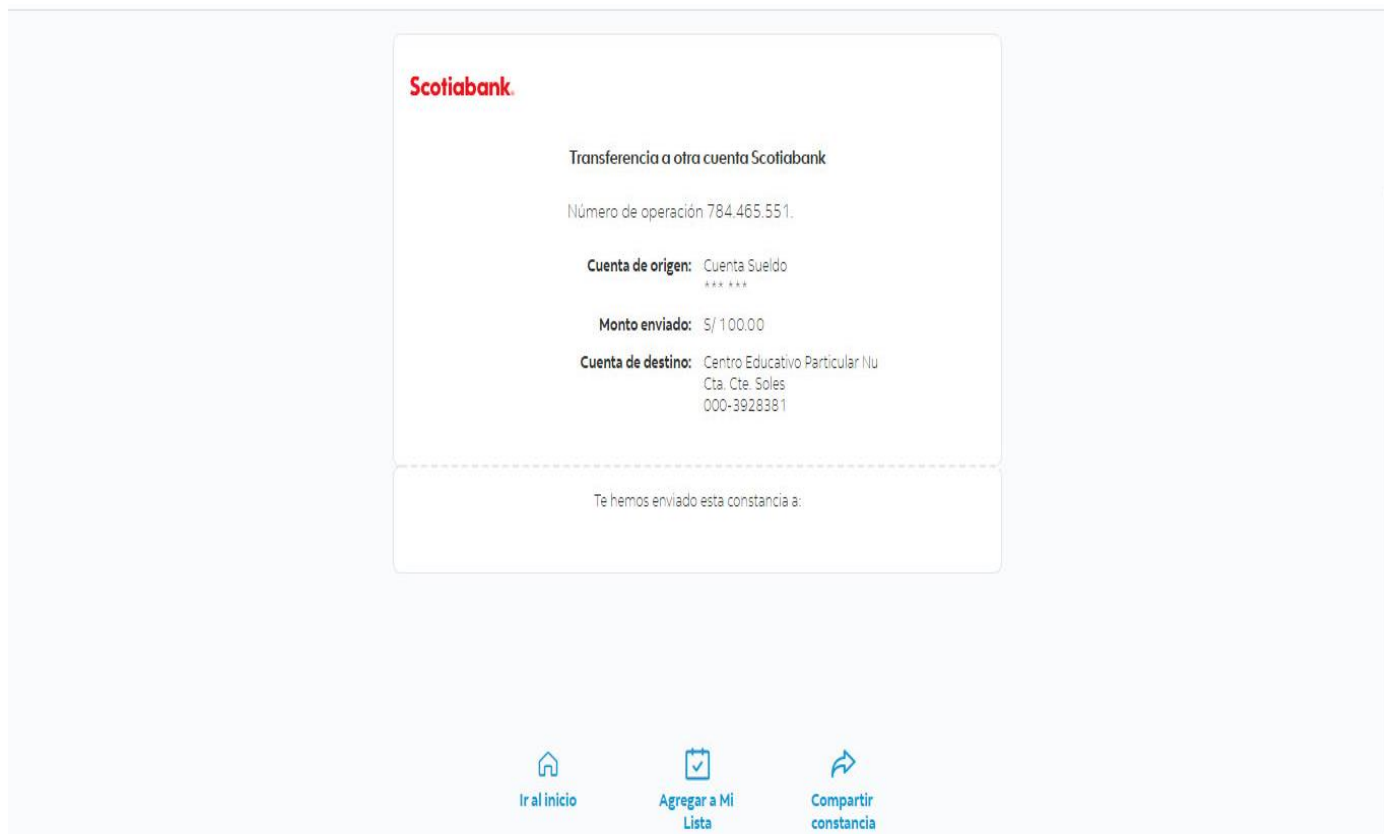 Scotiabank.
Transferencia a otra cuenta Scotiabank
Número de operación 784.465.551.
Cuenta de origen: Cuenta Sueldo
*** ***
Monto enviado: S/ 100.00
Cuenta de destino: Centro Educativo Particular Nu
Cta. Cte. Soles
000-3928381
Te hemos enviado esta constancia a:
Ir al inicio
Agregar a Mi
Lista
Compartir
constancia